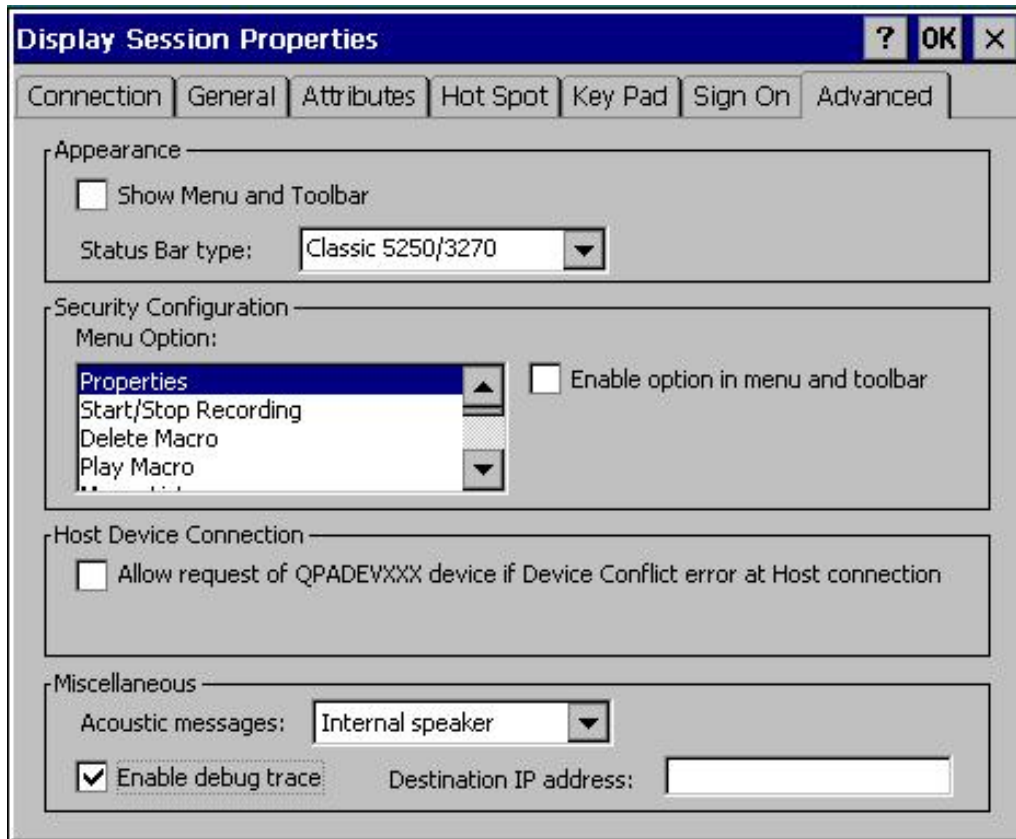 Display Session Properties ? OK ×
Connection General Attributes Hot Spot Key Pad Sign On Advanced
Appearance
Show Menu and Toolbar
Status Bar type: Classic 5250/3270
Security Configuration
Menu Option:
Properties
Enable option in menu and toolbar
Start/Stop Recording
Delete Macro
Play Macro
Host Device Connection
Allow request of QPADEVXXX device if Device Conflict error at Host connection
Miscellaneous
Acoustic messages: Internal speaker
Enable debug trace Destination IP address: